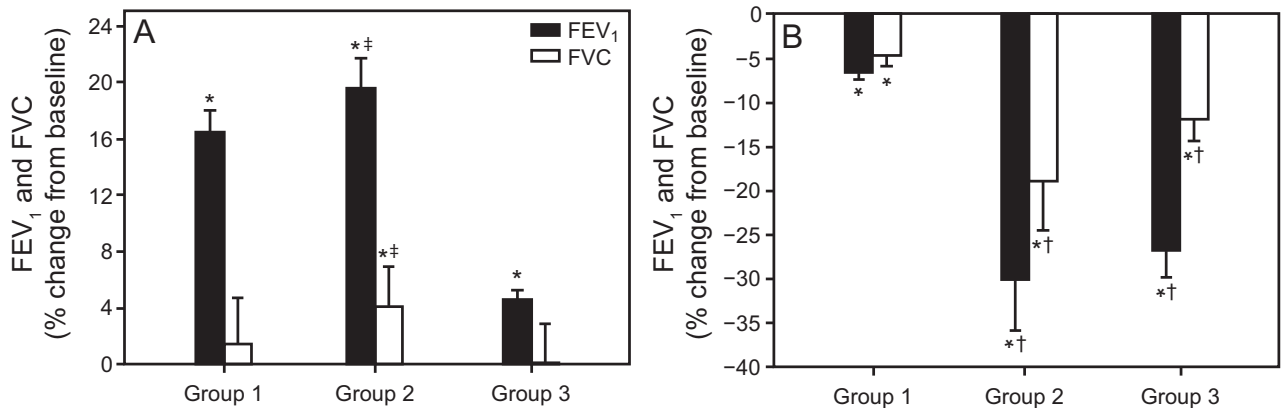 A
FEV₁ and FVC
(% change from baseline)
24
20
16
12
8
4
0
FEV₁
FVC
*
*‡
*‡
*
Group 1
Group 2
Group 3
B
FEV₁ and FVC
(% change from baseline)
0
−5
−10
−15
−20
−25
−30
−35
−40
*
*
*†
*†
*†
*†
Group 1
Group 2
Group 3